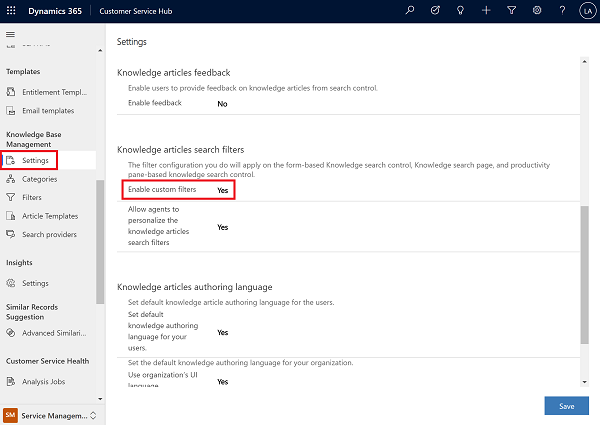 Dynamics 365
Customer Service Hub
LA
Templates
Entitlement Templ...
Email templates
Knowledge Base
Management
Settings
Categories
Filters
Article Templates
Search providers
Insights
Settings
Similar Records
Suggestion
Advanced Similari...
Customer Service Health
Analysis Jobs
SM
Service Managem...
Settings
Knowledge articles feedback
Enable users to provide feedback on knowledge articles from search control.
Enable feedback No
Knowledge articles search filters
The filter configuration you do will apply on the form-based Knowledge search control, Knowledge search page, and productivity
pane-based knowledge search control.
Enable custom filters Yes
Allow agents to
personalize the
knowledge articles
search filters
Yes
Knowledge articles authoring language
Set default knowledge article authoring language for the users.
Set default
knowledge authoring
language for your
users.
Yes
Set the default knowledge authoring language for your organization.
Use organization's UI
language
Yes
Save